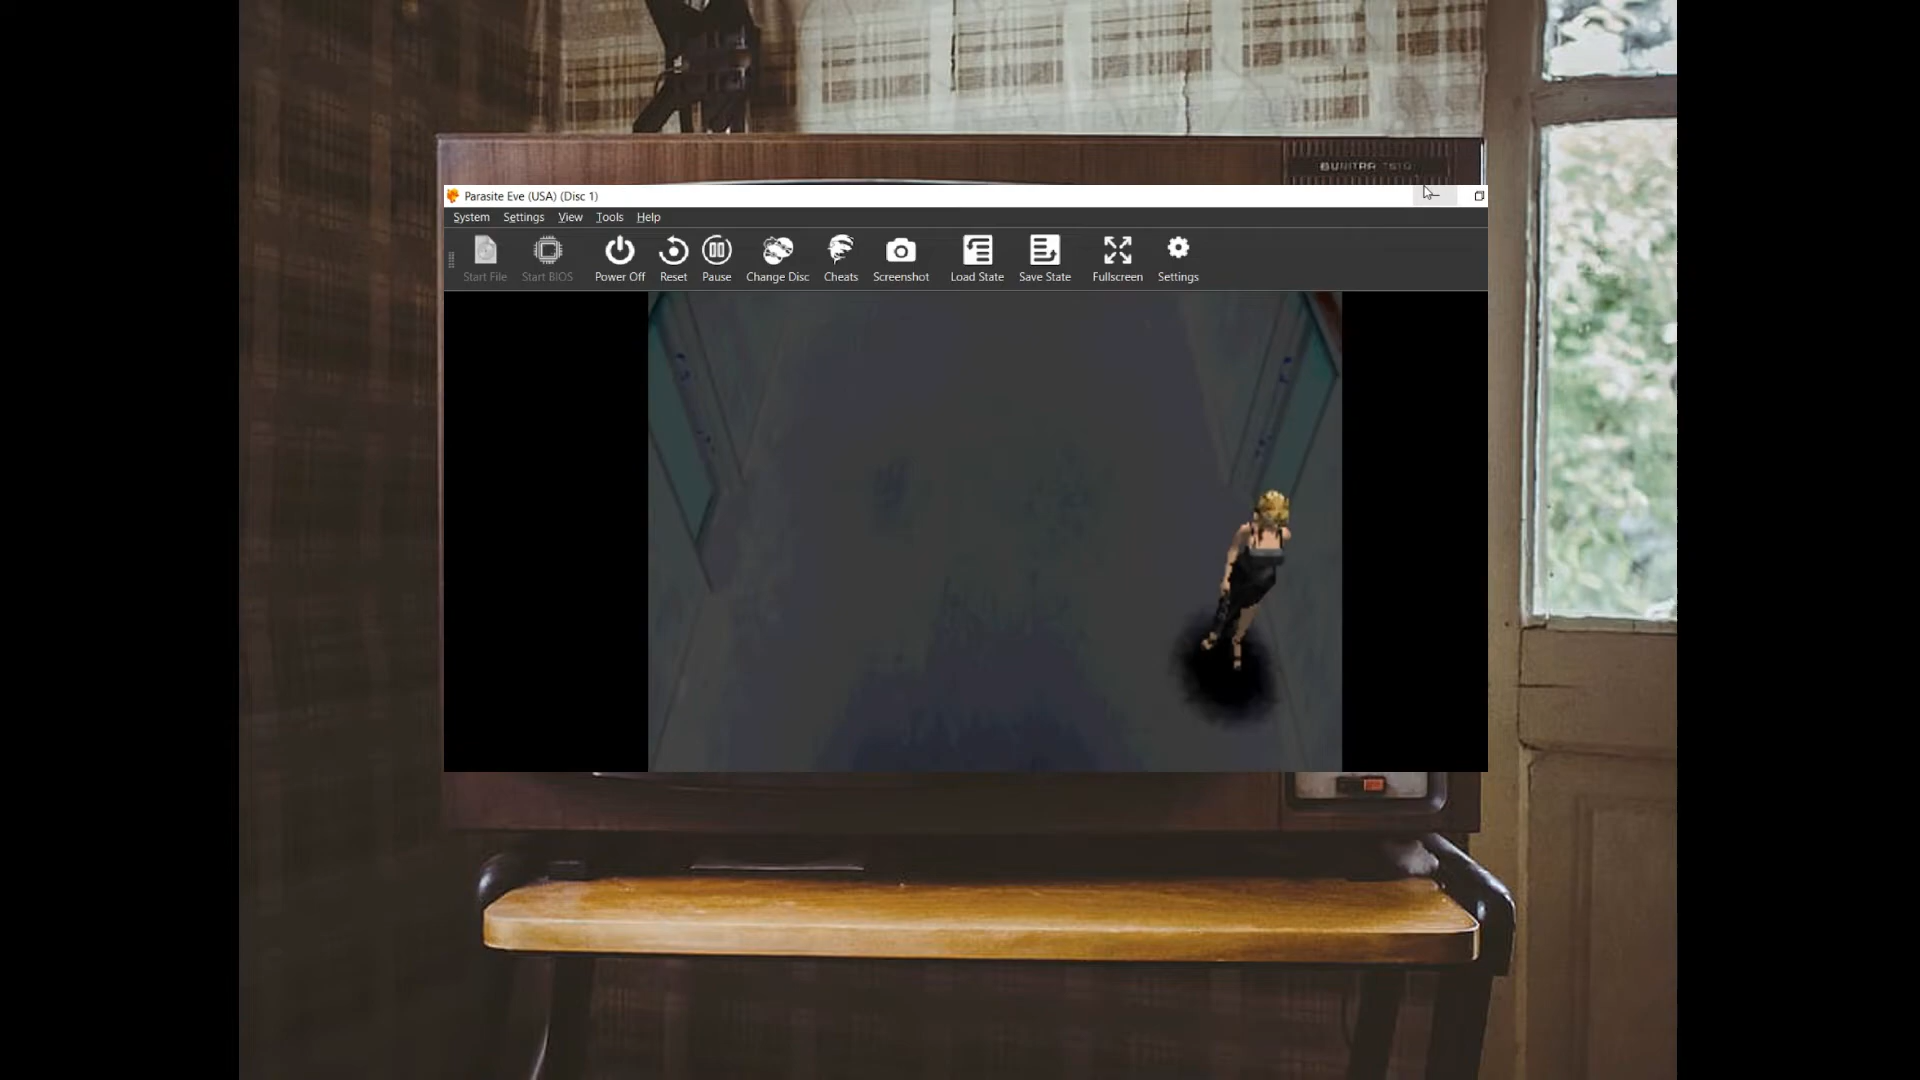 Parasite Eve (USA) (Disc 1)
System Settings View Tools Help
Start File Start BIOS Power Off Reset Pause Change Disc Cheats Screenshot Load State Save State Fullscreen Settings